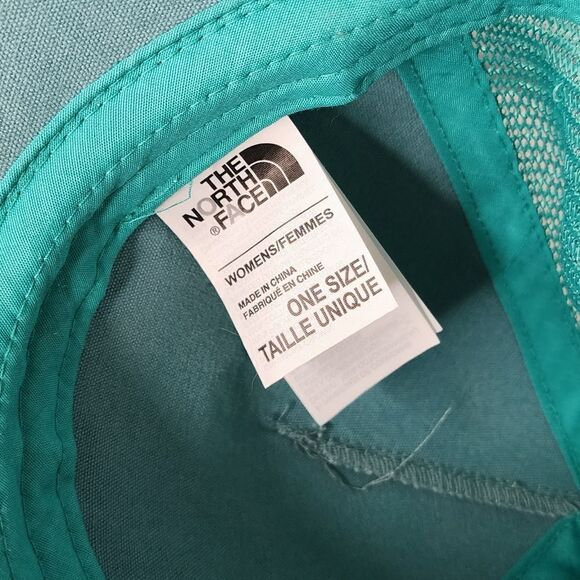 THE
NORTH
®FACE
WOMENS/FEMMES
MADE IN CHINA
FABRIQUÉ EN CHINE
ONE SIZE/
TAILLE UNIQUE